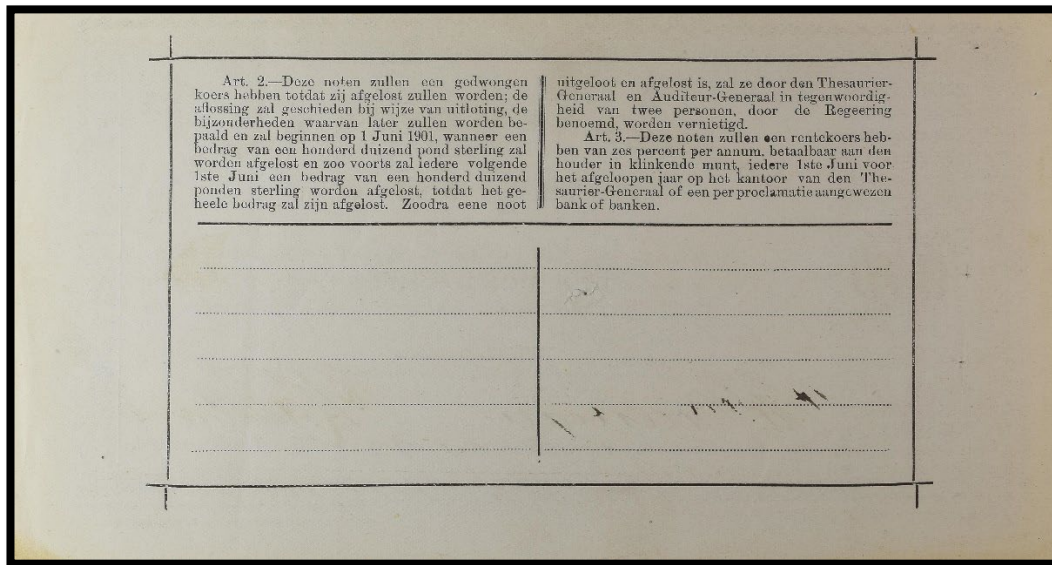 Art. 2.—Deze noten zullen een gedwongen
koers hebben totdat zij afgelost zullen worden; de
aflossing zal geschieden bij wijze van uitloting, de
bijzonderheden waarvan later zullen worden be-
paald en zal beginnen op 1 Juni 1901, wanneer een
bedrag van een honderd duizend pond sterling zal
worden afgelost en zoo voorts zal iedere volgende
1ste Juni een bedrag van een honderd duizend
ponden sterling worden afgelost, totdat het ge-
heele bedrag zal zijn afgelost. Zoodra eene noot
uitgeloot en afgelost is, zal ze door den Thesaurier-
Generaal en Auditeur-Generaal in tegenwoordig-
heid van twee personen, door de Regeering
benoemd, worden vernietigd.
Art. 3.—Deze noten zullen een rentekoers heb-
ben van zes percent per annum, betaalbaar aan den
houder in klinkende munt, iedere 1ste Juni voor
het afgeloopen jaar op het kantoor van den The-
saurier-Generaal of een per proclamatie aangewezen
bank of banken.